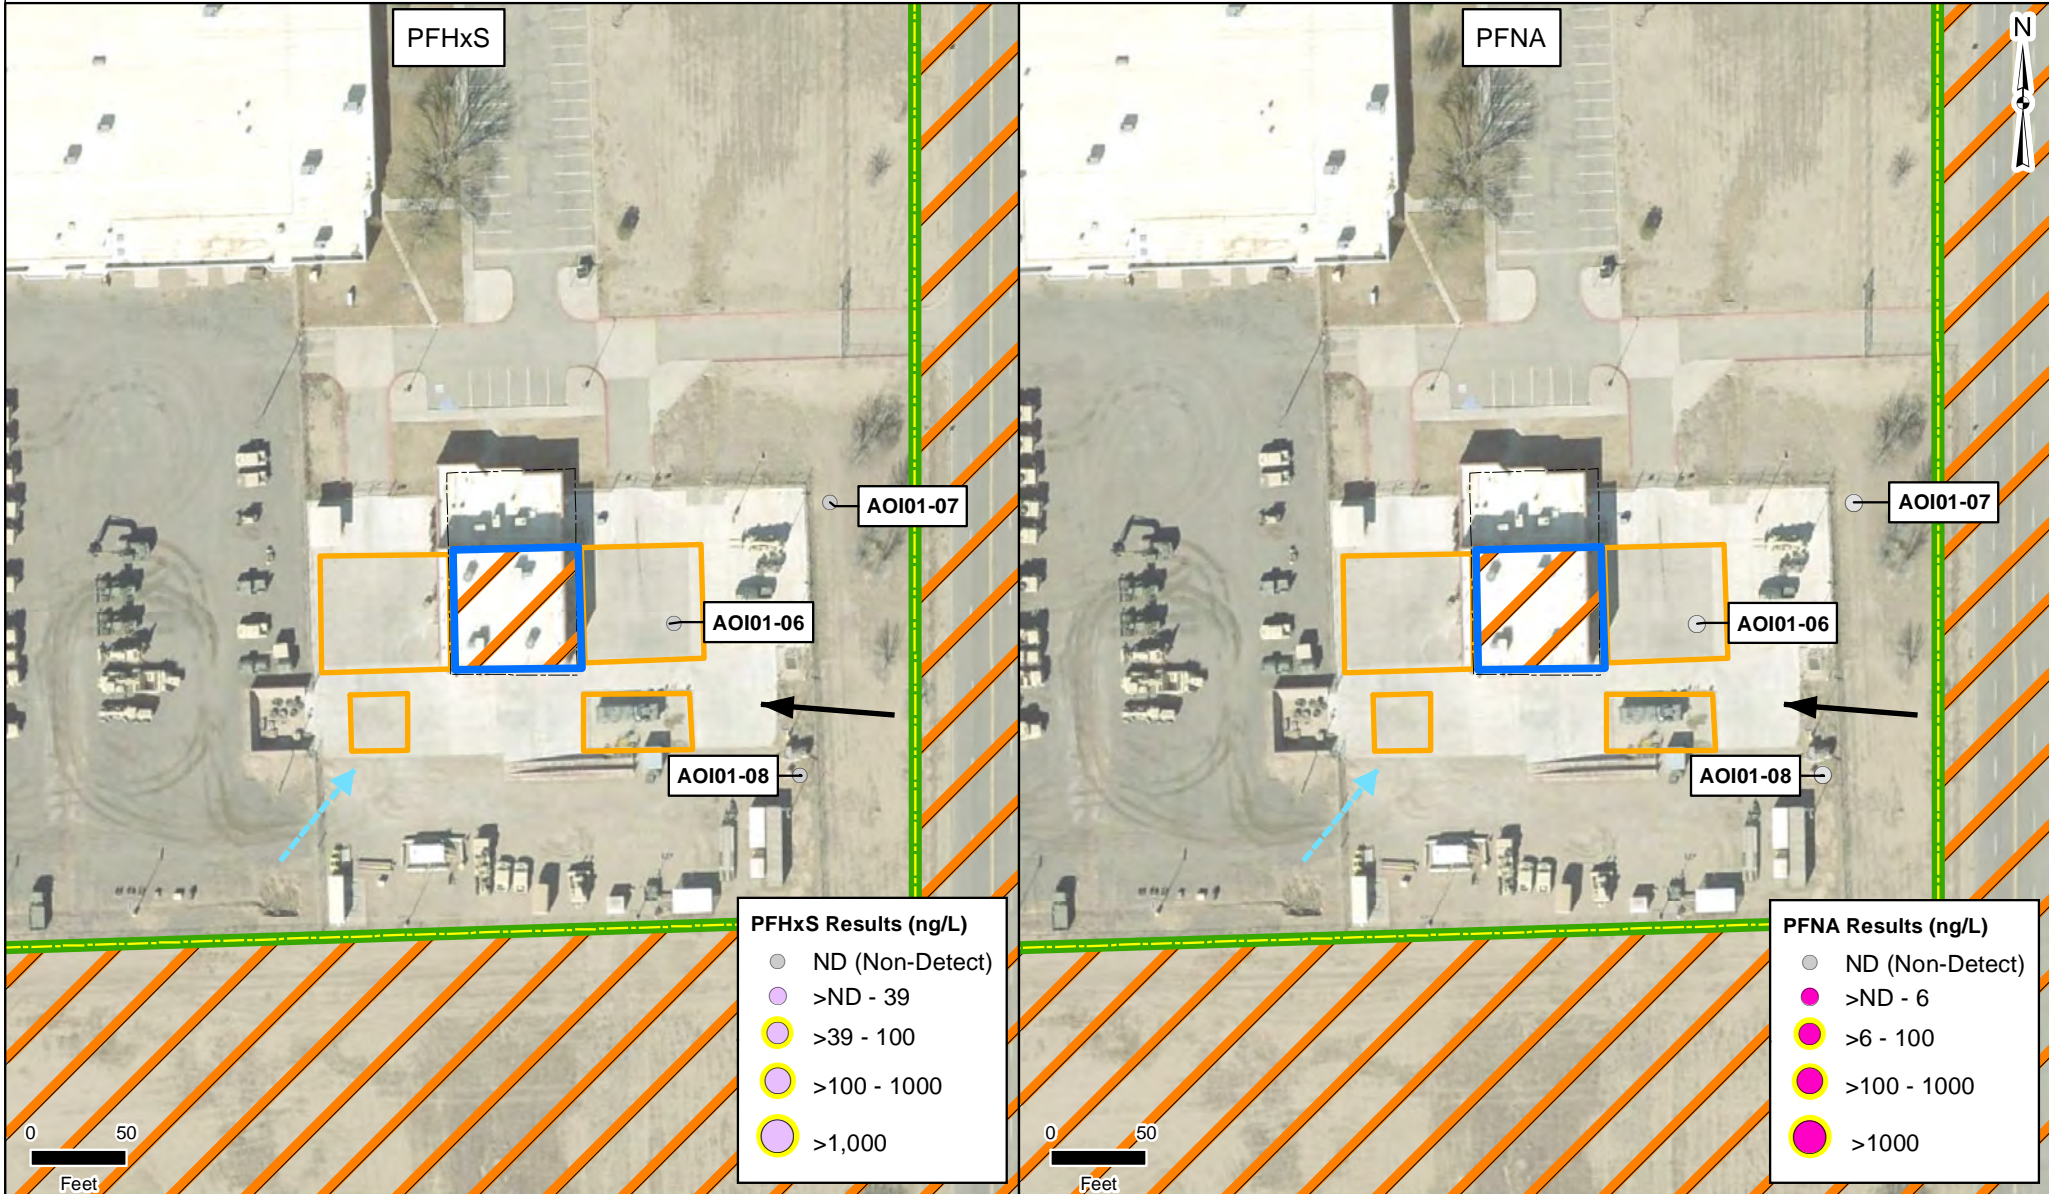 PFHxS
AOI01-07
AOI01-06
AOI01-08
PFHxS Results (ng/L)
ND (Non-Detect)
>ND - 39
>39 - 100
>100 - 1000
>1,000
0 50
Feet
PFNA
N
AOI01-07
AOI01-06
AOI01-08
PFNA Results (ng/L)
ND (Non-Detect)
>ND - 6
>6 - 100
>100 - 1000
>1000
0 50
Feet